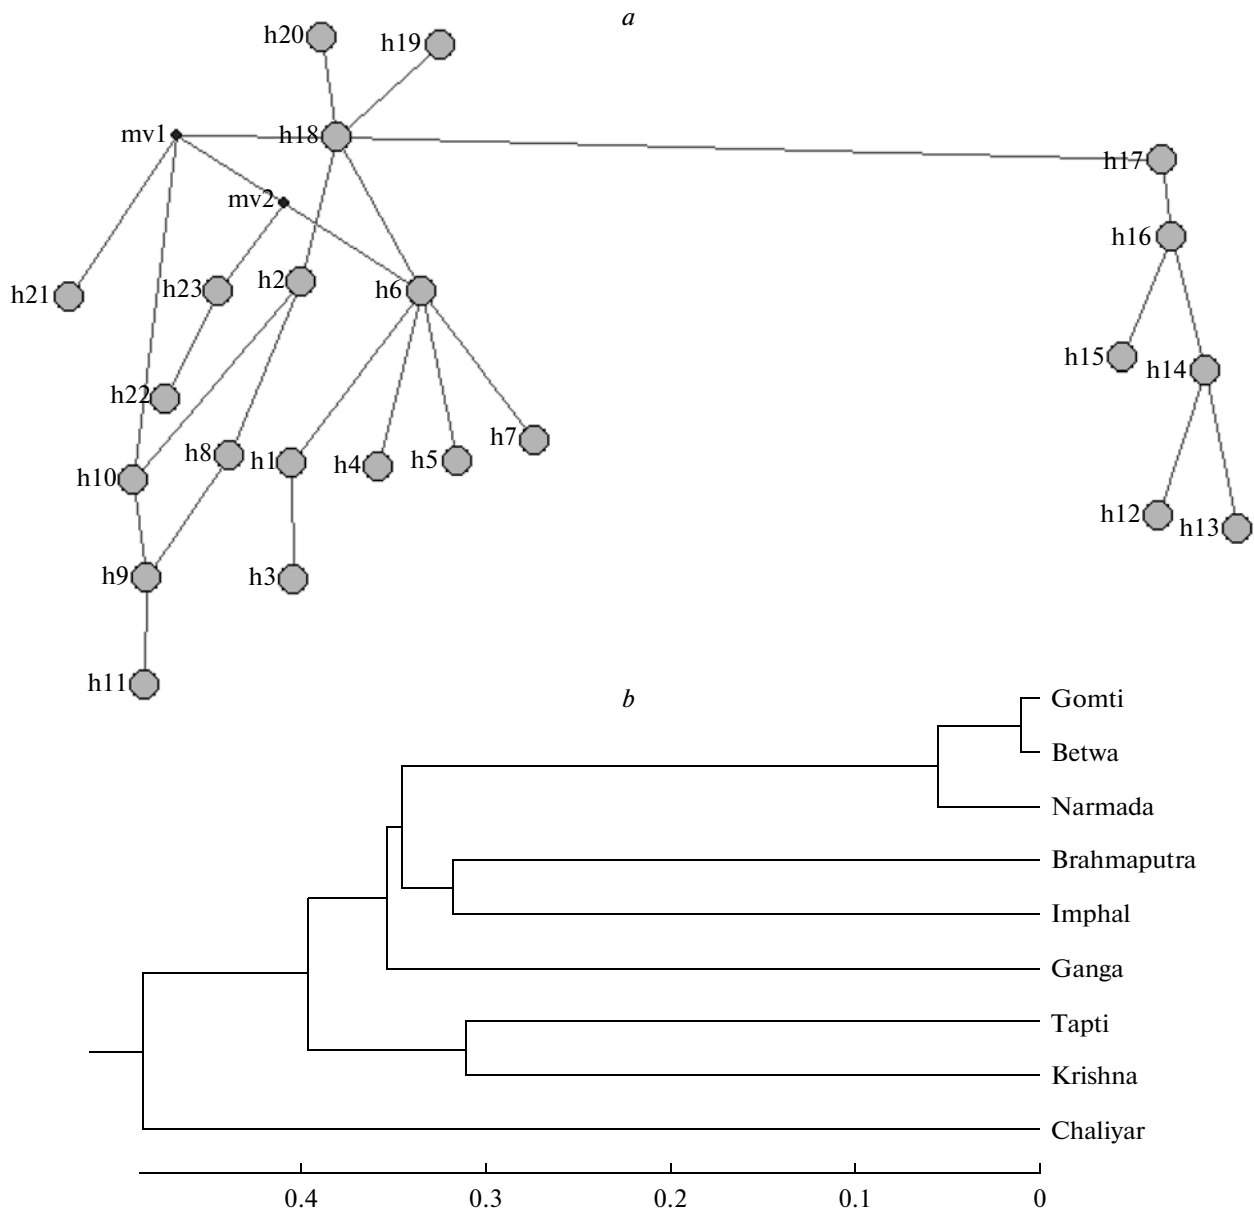 a
h20
h19
mv1
h18
h17
mv2
h16
h21
h23
h2
h6
h15
h14
h22
h10
h8
h1
h4
h5
h7
h12
h13
h9
h3
h11
b
Gomti
Betwa
Narmada
Brahmaputra
Imphal
Ganga
Tapti
Krishna
Chaliyar
0.4 0.3 0.2 0.1 0